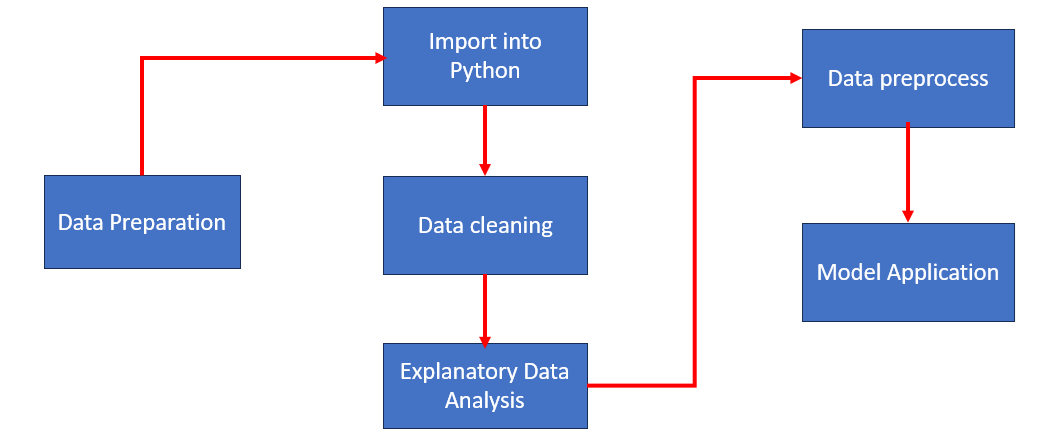 Data Preparation
Import into
Python
Data cleaning
Explanatory Data
Analysis
Data preprocess
Model Application